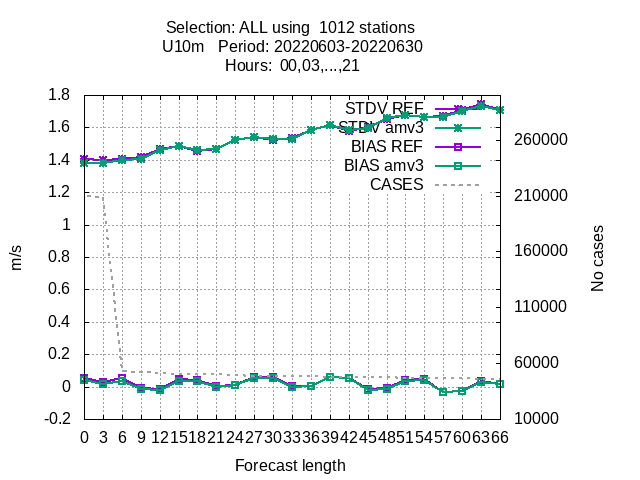 Selection: ALL using  1012 stations
U10m   Period: 20220603-20220630
Hours:  00,03,...,21
STDV REF
STDV amv3
BIAS REF
BIAS amv3
CASES
1.8
1.6
1.4
1.2
1
0.8
0.6
0.4
0.2
0
-0.2
m/s
260000
210000
160000
110000
60000
10000
No cases
0 3 6 9 12 15 18 21 24 27 30 33 36 39 42 45 48 51 54 57 60 63 66
Forecast length